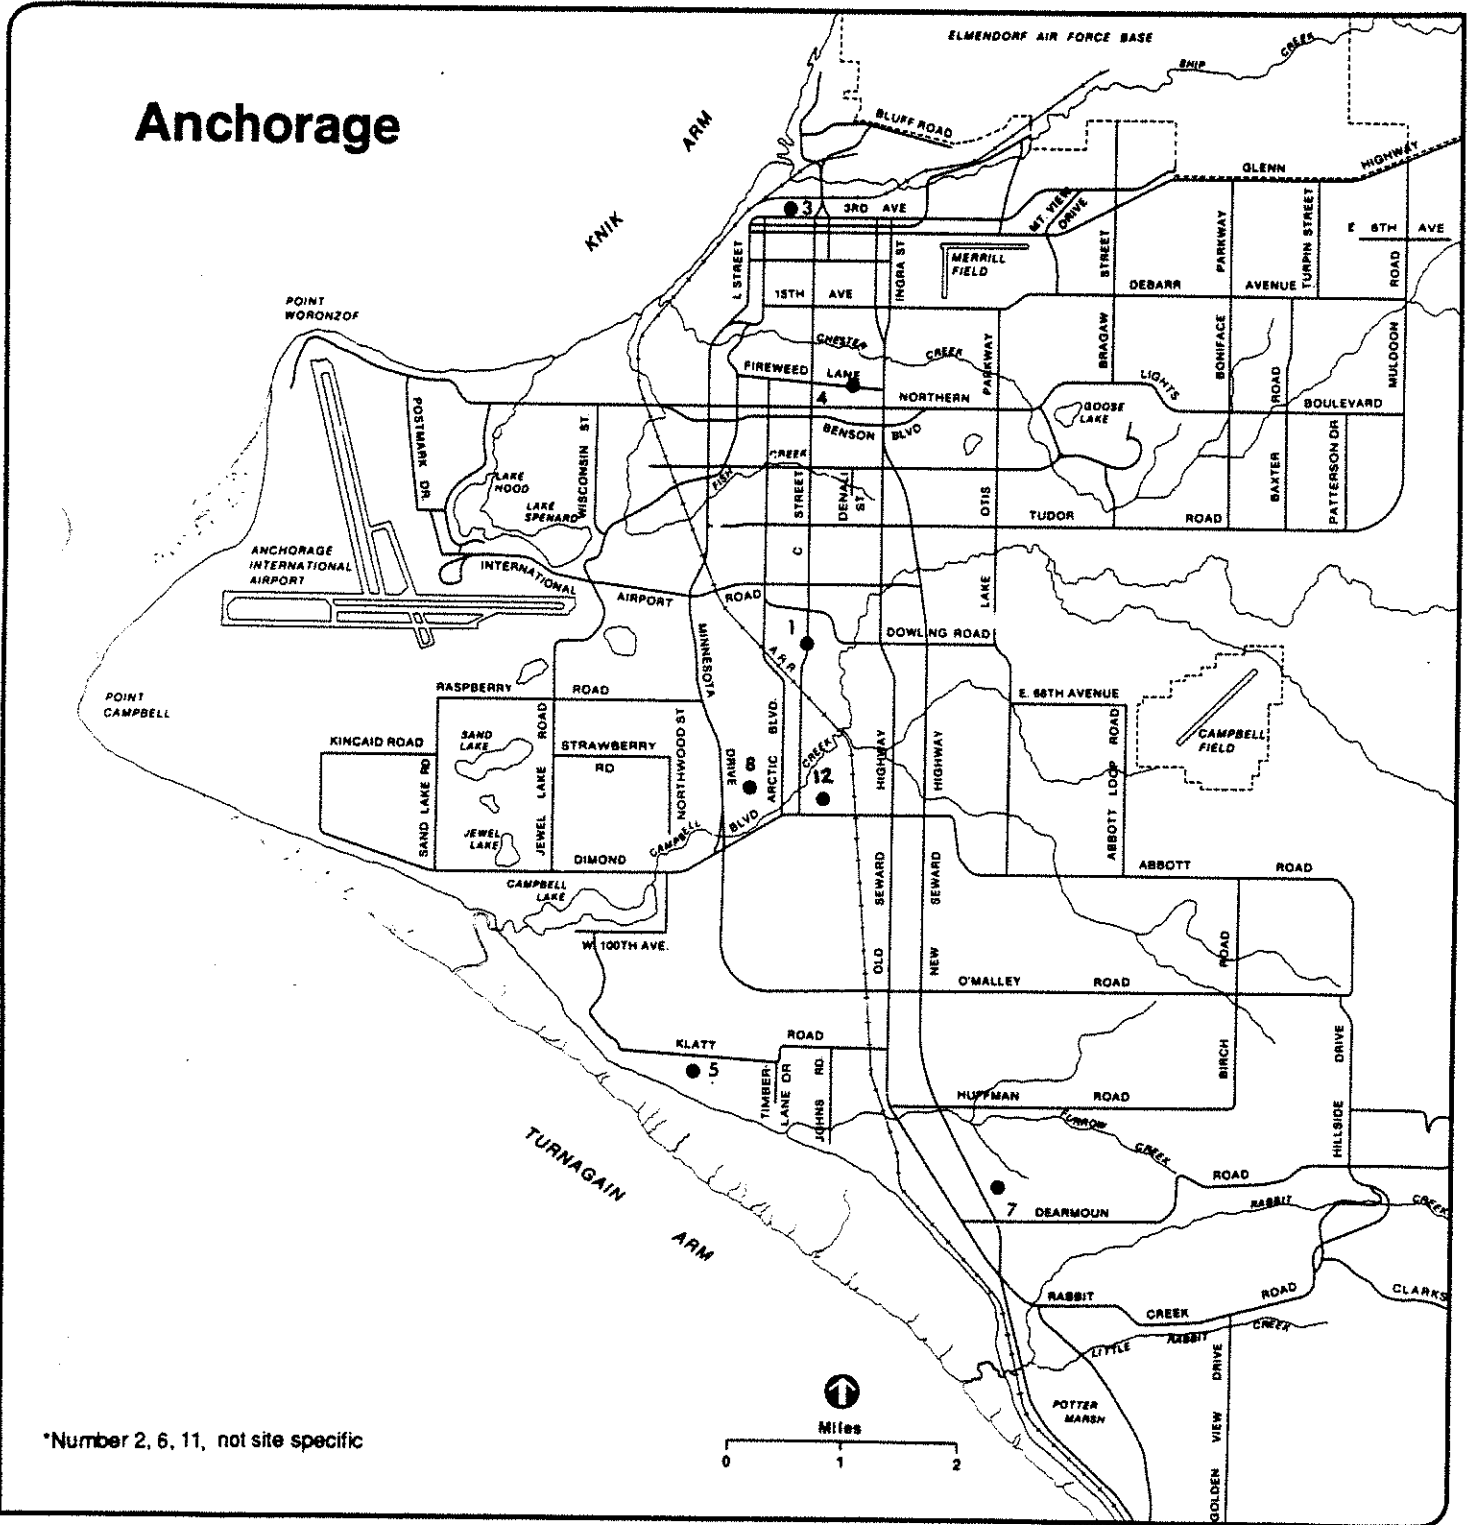 Anchorage
ELMENDORF AIR FORCE BASE
SHIP
CREEK
BLUFF ROAD
KNIK
ARM
GLENN
HIGHWAY
3
3RD AVE
MT. VIEW
DRIVE
E 6TH AVE
L STREET
INGRA ST
MERRILL
FIELD
STREET
PARKWAY
TURPIN STREET
ROAD
DEBARR
AVENUE
15TH AVE
POINT
WORONZOF
CHESTER
CREEK
PARKWAY
BRAGAW
BONIFACE
MULDOON
FIREWEED LANE
4
NORTHERN
LIGHTS
BOULEVARD
GOOSE
LAKE
BENSON BLVD
POSTMARK DR.
WISCONSIN ST
LAKE
HOOD
LAKE
SPENARD
FISH
CREEK
STREET
C
DENALI
ST
OTIS
LAKE
ROAD
BAXTER
PATTERSON DR
TUDOR
ROAD
ANCHORAGE
INTERNATIONAL
AIRPORT
INTERNATIONAL
AIRPORT
ROAD
1
DOWLING ROAD
ARR
MINNESOTA
DRIVE
POINT
CAMPBELL
RASPBERRY
ROAD
E. 68TH AVENUE
CAMPBELL
FIELD
KINCAID ROAD
SAND
LAKE
SAND LAKE RD
JEWEL LAKE ROAD
STRAWBERRY
RD
NORTHWOOD ST
8
ARCTIC BLVD.
CREEK
12
HIGHWAY
HIGHWAY
ABBOTT LOOP ROAD
JEWEL
LAKE
DIMOND
CAMPBELL
BLVD
ABBOTT
ROAD
CAMPBELL
LAKE
OLD SEWARD
NEW SEWARD
W. 100TH AVE.
BIRCH ROAD
O'MALLEY
ROAD
KLATT
ROAD
5
TIMBER-
LANE DR
JOHNS RD
HILLSIDE DRIVE
HUFFMAN
ROAD
FURROW
CREEK
TURNAGAIN
ARM
7
DEARMOUN
ROAD
RABBIT
CREEK
RABBIT
CREEK
ROAD
CLARKS
LITTLE
RABBIT
CREEK
GOLDEN VIEW DRIVE
POTTER
MARSH
Miles
0 1 2
*Number 2, 6, 11, not site specific